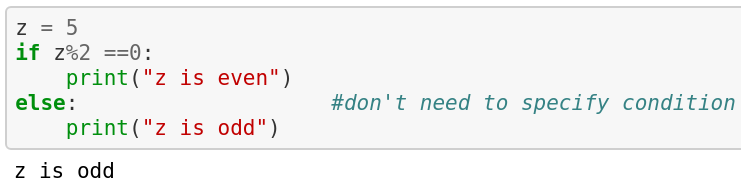 z = 5
if z%2 ==0:
    print("z is even")
else:                    #don't need to specify condition
    print("z is odd")
z is odd